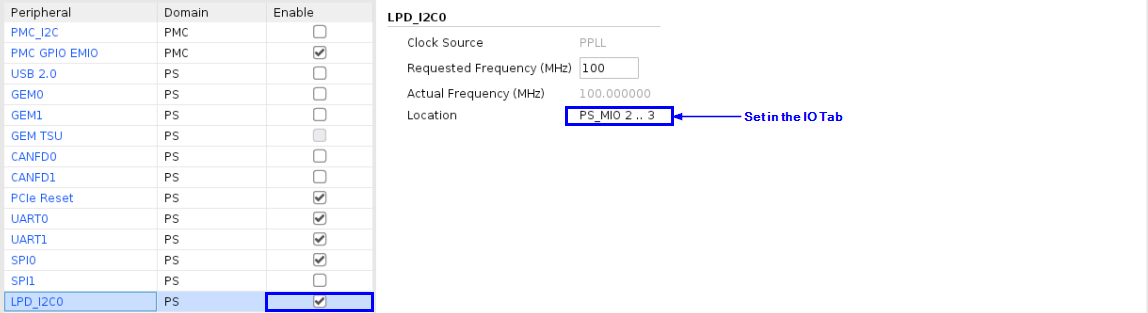 Peripheral Domain Enable
PMC_I2C PMC
PMC GPIO EMIO PMC
USB 2.0 PS
GEM0 PS
GEM1 PS
GEM TSU PS
CANFD0 PS
CANFD1 PS
PCIe Reset PS
UART0 PS
UART1 PS
SPI0 PS
SPI1 PS
LPD_I2C0 PS
LPD_I2C0
Clock Source PPLL
Requested Frequency (MHz) 100
Actual Frequency (MHz) 100.000000
Location PS_MIO 2 .. 3
Set in the IO Tab